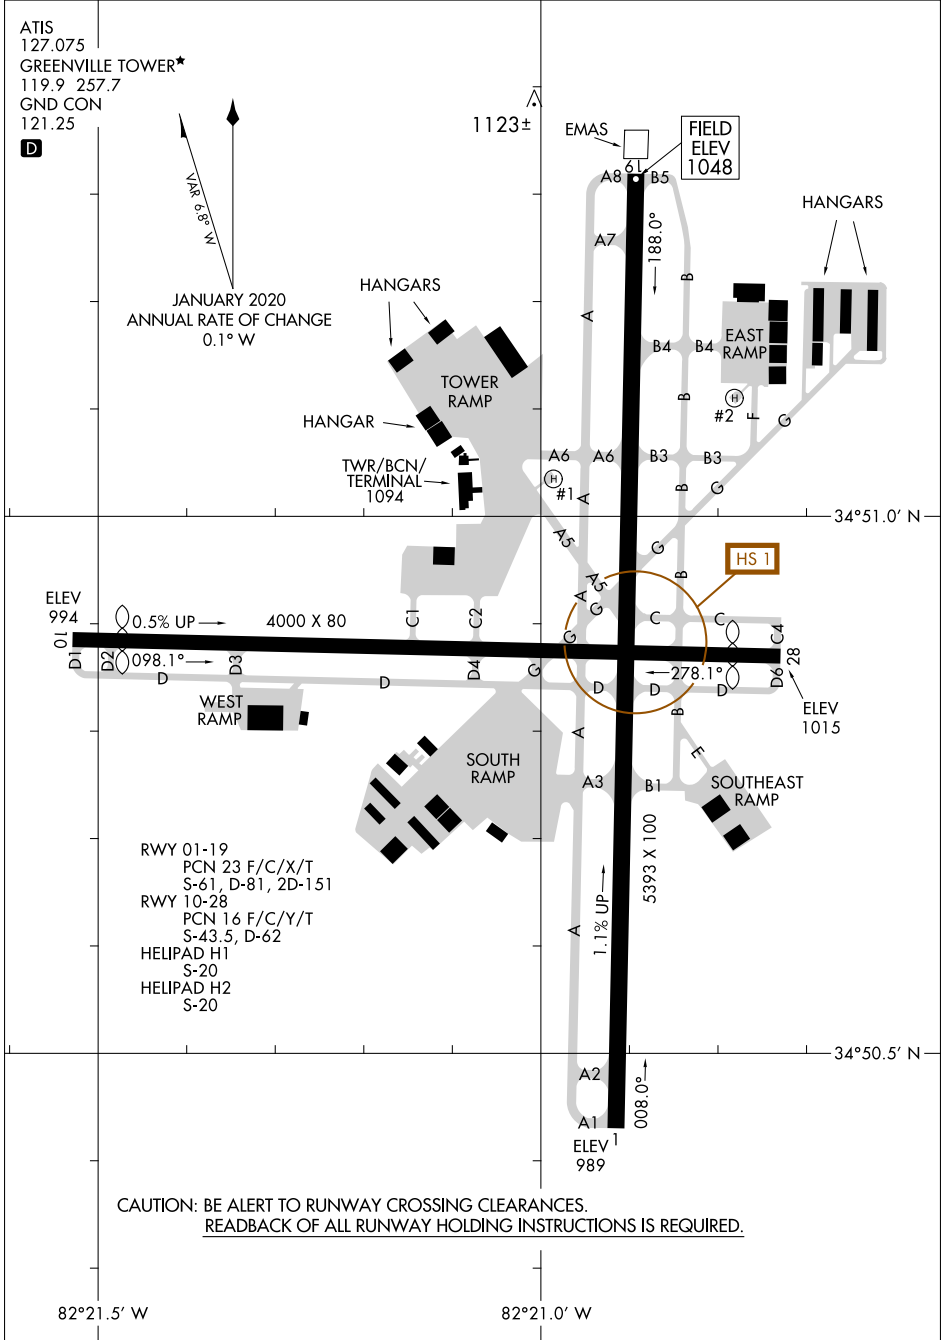 ATIS
127.075
GREENVILLE TOWER★
119.9 257.7
GND CON
121.25
D
VAR 6.8° W
JANUARY 2020
ANNUAL RATE OF CHANGE
0.1° W
1123±
EMAS
FIELD
ELEV
1048
19
A8
B5
A7
188.0°
B
HANGARS
HANGARS
A
B4
B4
EAST
RAMP
TOWER
RAMP
B
H
#2
F
G
HANGAR
A6
A6
B3
B3
TWR/BCN/
TERMINAL
1094
H
#1
A
B
G
34°51.0' N
A5
G
HS 1
A5
B
ELEV
994
10
0.5% UP
4000 X 80
C1
C2
A
G
C
C
C4
G
D1
D2
098.1°
D3
D4
G
278.1°
D6
28
D
D
D
D
D
ELEV
1015
WEST
RAMP
B
A
E
SOUTH
RAMP
A3
B1
SOUTHEAST
RAMP
RWY 01-19
PCN 23 F/C/X/T
S-61, D-81, 2D-151
RWY 10-28
PCN 16 F/C/Y/T
S-43.5, D-62
HELIPAD H1
S-20
HELIPAD H2
S-20
5393 X 100
1.1% UP
A
34°50.5' N
A2
008.0°
A1
1
ELEV
989
CAUTION: BE ALERT TO RUNWAY CROSSING CLEARANCES.
READBACK OF ALL RUNWAY HOLDING INSTRUCTIONS IS REQUIRED.
82°21.5' W
82°21.0' W